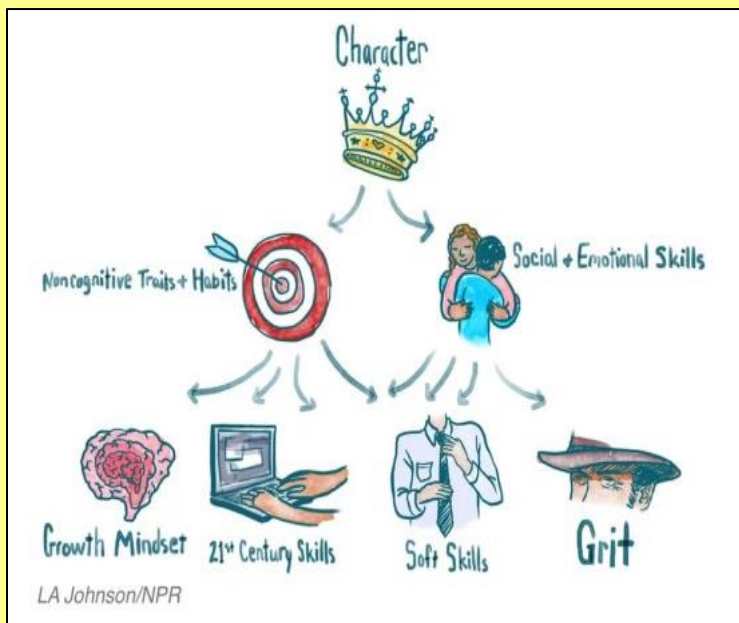 Character
Noncognitive Traits + Habits
Social + Emotional Skills
Growth Mindset
21st Century Skills
Soft Skills
Grit
LA Johnson/NPR